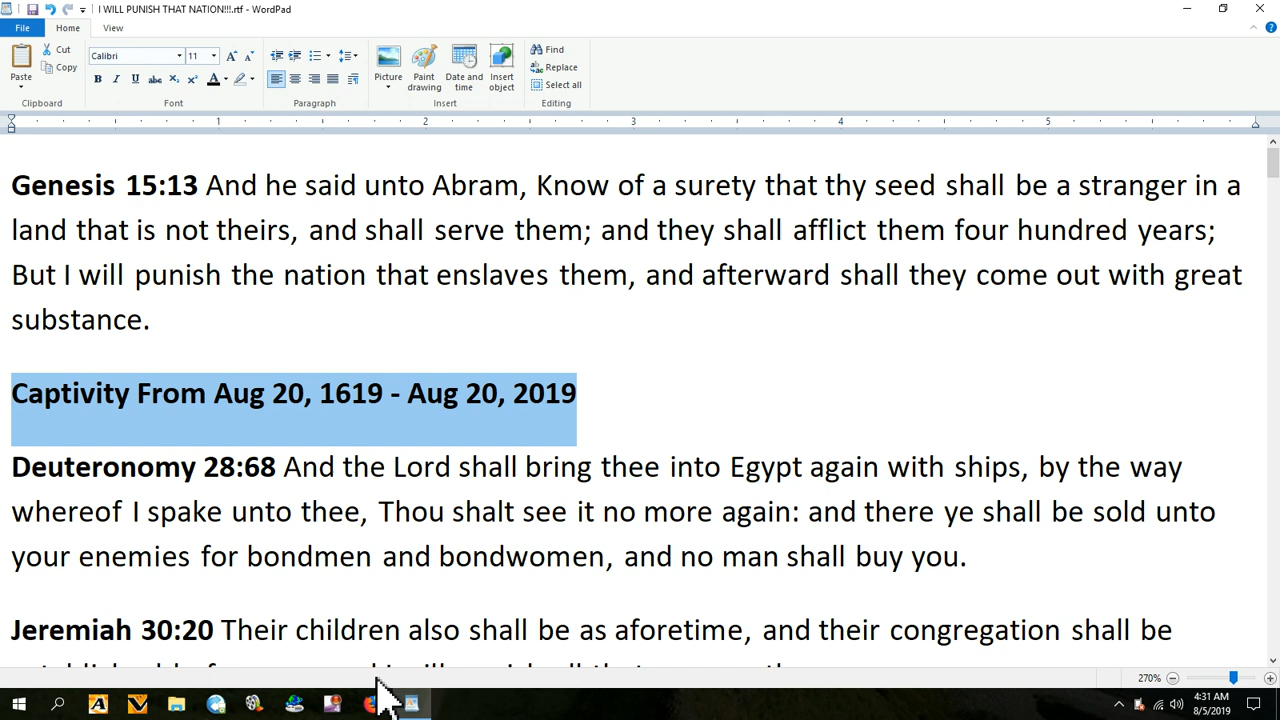 I WILL PUNISH THAT NATION!!!.rtf - WordPad
File Home View
Paste
Cut
Copy
Clipboard
Calibri 11
B I U abc X₂ X² A
Font
Paragraph
Picture
Paint drawing
Date and time
Insert object
Insert
Find
Replace
Select all
Editing
1 2 3 4 5
Genesis 15:13 And he said unto Abram, Know of a surety that thy seed shall be a stranger in a
land that is not theirs, and shall serve them; and they shall afflict them four hundred years;
But I will punish the nation that enslaves them, and afterward shall they come out with great
substance.
Captivity From Aug 20, 1619 - Aug 20, 2019
Deuteronomy 28:68 And the Lord shall bring thee into Egypt again with ships, by the way
whereof I spake unto thee, Thou shalt see it no more again: and there ye shall be sold unto
your enemies for bondmen and bondwomen, and no man shall buy you.
Jeremiah 30:20 Their children also shall be as aforetime, and their congregation shall be
270%
4:31 AM
8/5/2019